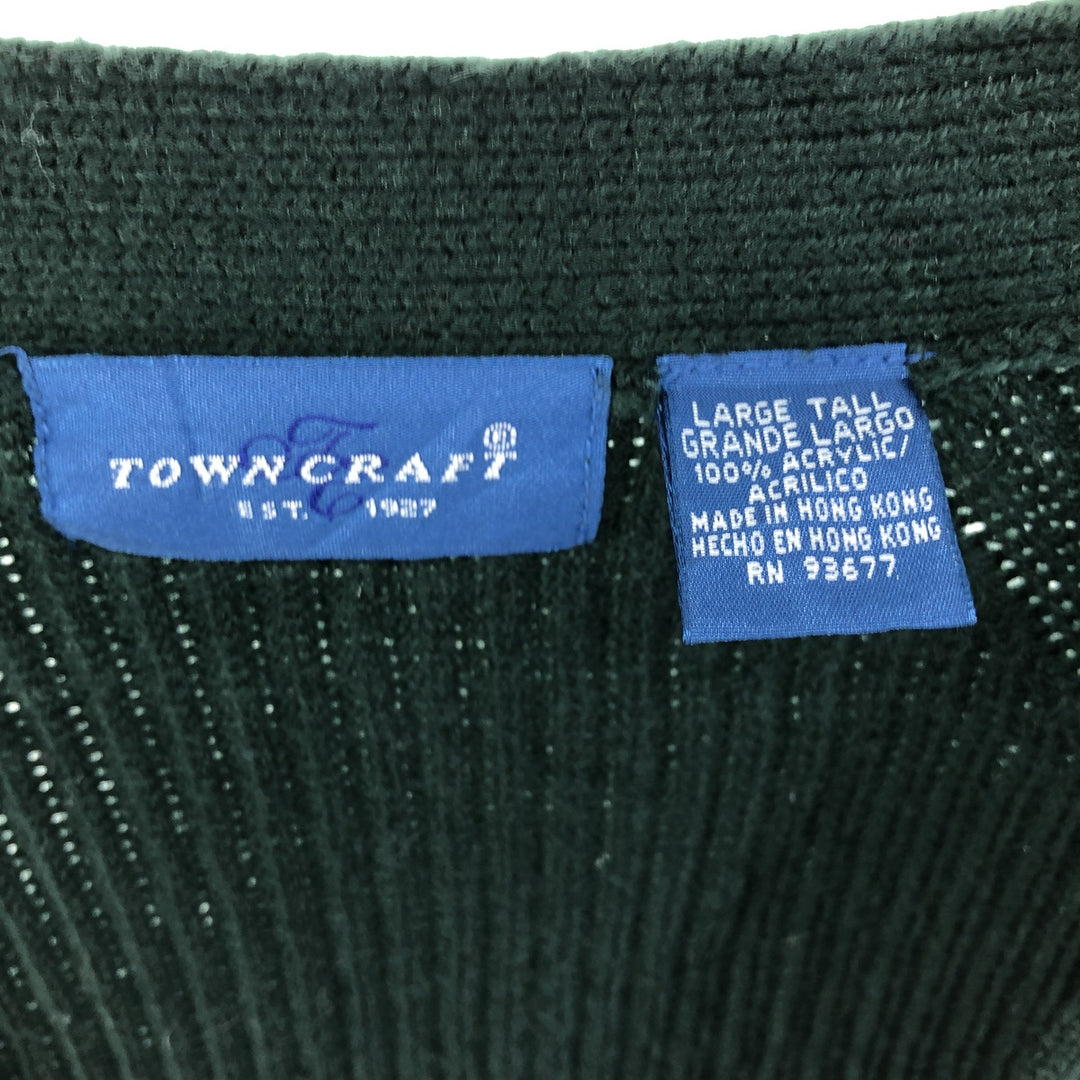 TOWNCRAFT®
EST. 1927
LARGE TALL
GRANDE LARGO
100% ACRYLIC/
ACRILICO
MADE IN HONG KONG
HECHO EN HONG KONG
RN 93677